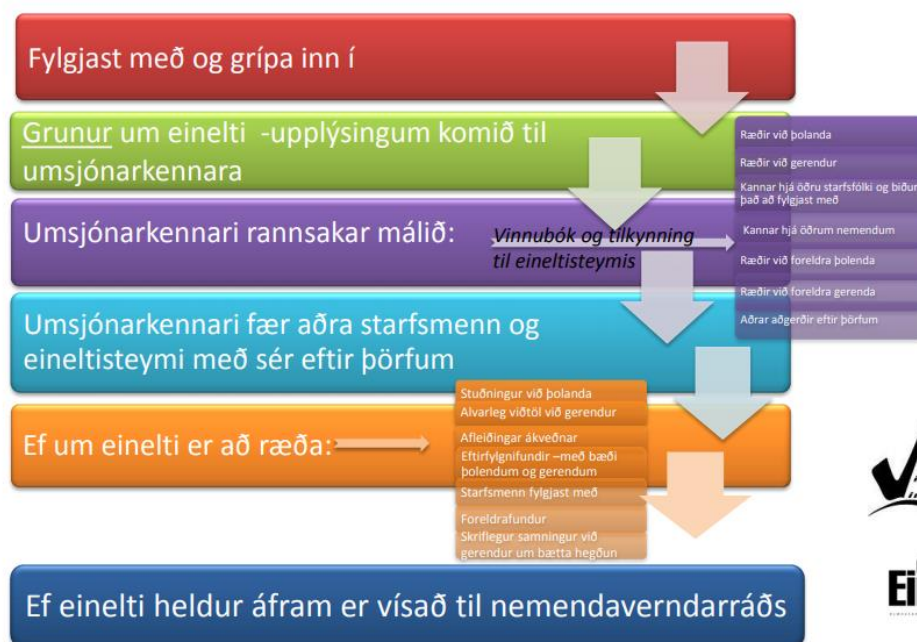 Fylgjast með og grípa inn í
Grunur um einelti -upplýsingum komið til
umsjónarkennara
Umsjónarkennari rannsakar málið:
Vinnubók og tilkynning
til eineltisteymis
Ræðir við þolanda
Ræðir við gerendur
Kannar hjá öðru starfsfólki og biður
það að fylgjast með
Kannar hjá öðrum nemendum
Ræðir við foreldra þolenda
Ræðir við foreldra gerenda
Aðrar aðgerðir eftir þörfum
Umsjónarkennari fær aðra starfsmenn og
eineltisteymi með sér eftir þörfum
Ef um einelti er að ræða:
Stuðningur við þolanda
Alvarleg viðtöl við gerendur
Afleiðingar ákveðnar
Eftirfylgnifundir –með bæði
þolendum og gerendum
Starfsmenn fylgjast með
Foreldrafundur
Skriflegur samningur við
gerendur um bætta hegðun
Ef einelti heldur áfram er vísað til nemendaverndarráðs